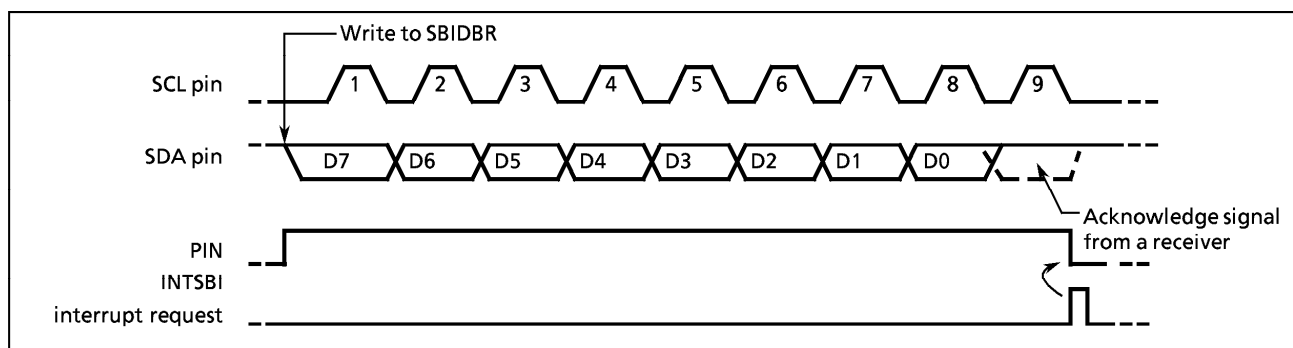 Write to SBIDBR
SCL pin
1 2 3 4 5 6 7 8 9
SDA pin
D7 D6 D5 D4 D3 D2 D1 D0
Acknowledge signal
from a receiver
PIN
INTSBI
interrupt request